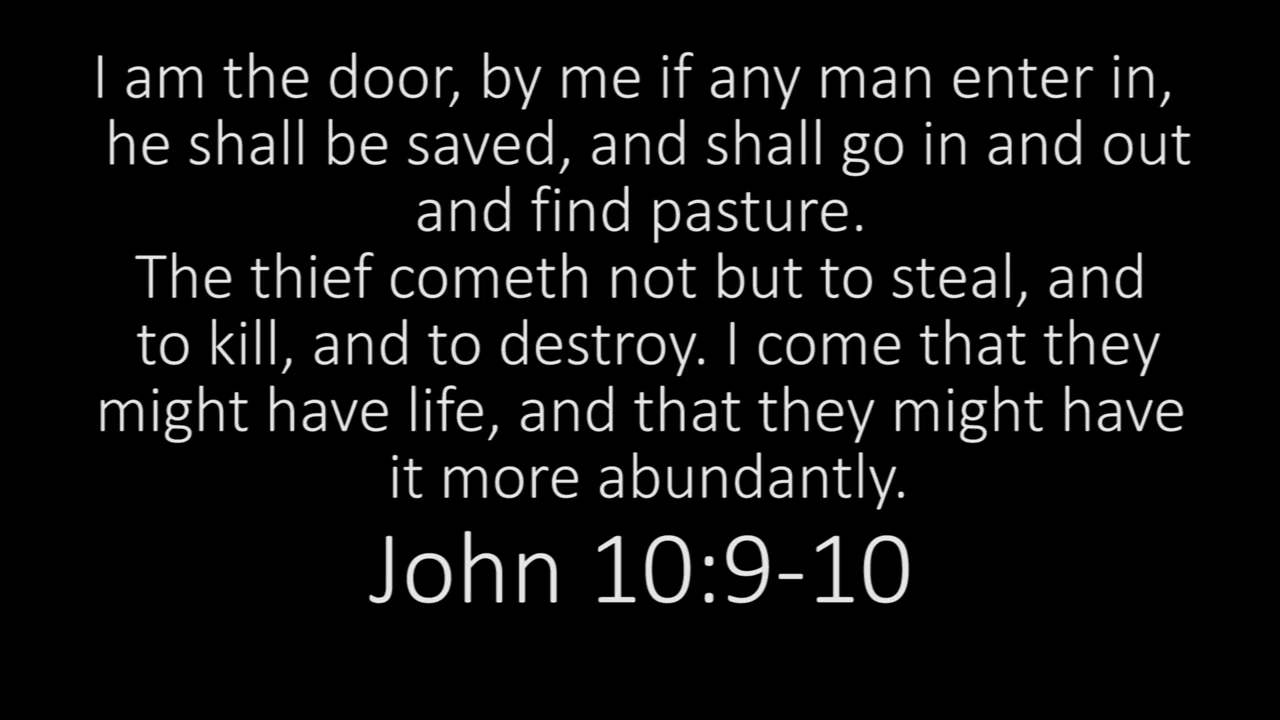 I am the door, by me if any man enter in,
he shall be saved, and shall go in and out
and find pasture.
The thief cometh not but to steal, and
to kill, and to destroy. I come that they
might have life, and that they might have
it more abundantly.
John 10:9-10